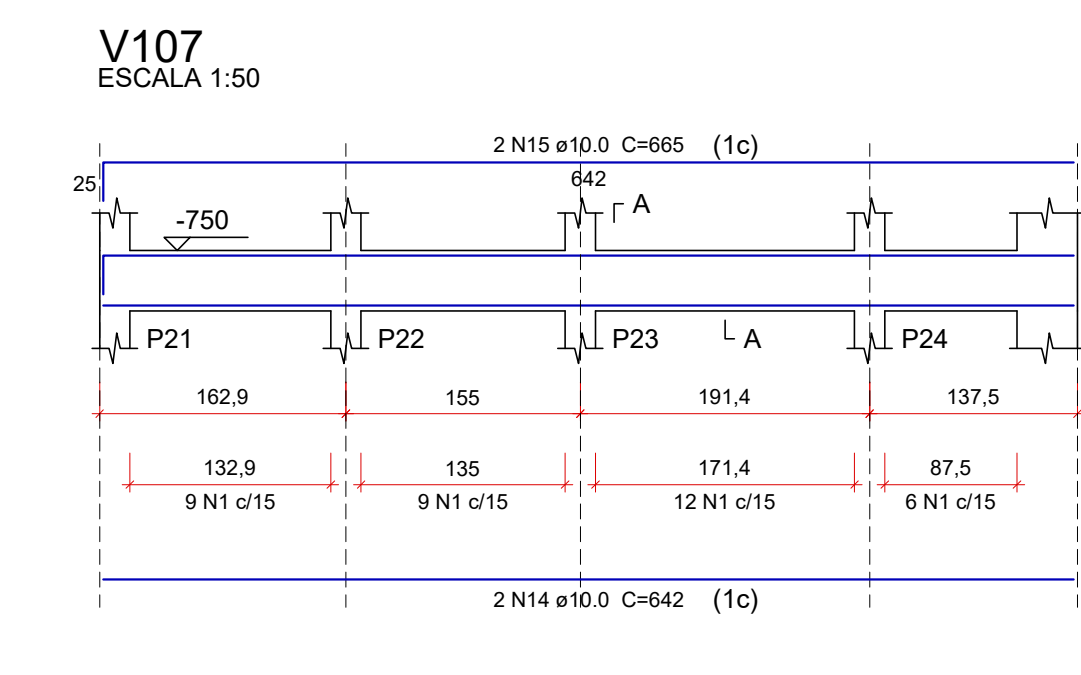 V107
ESCALA 1:50
2 N15 ø10.0 C=665 (1c)
25
642
A
-750
P21
P22
P23
A
P24
162,9
155
191,4
137,5
132,9
135
171,4
87,5
9 N1 c/15
9 N1 c/15
12 N1 c/15
6 N1 c/15
2 N14 ø10.0 C=642 (1c)